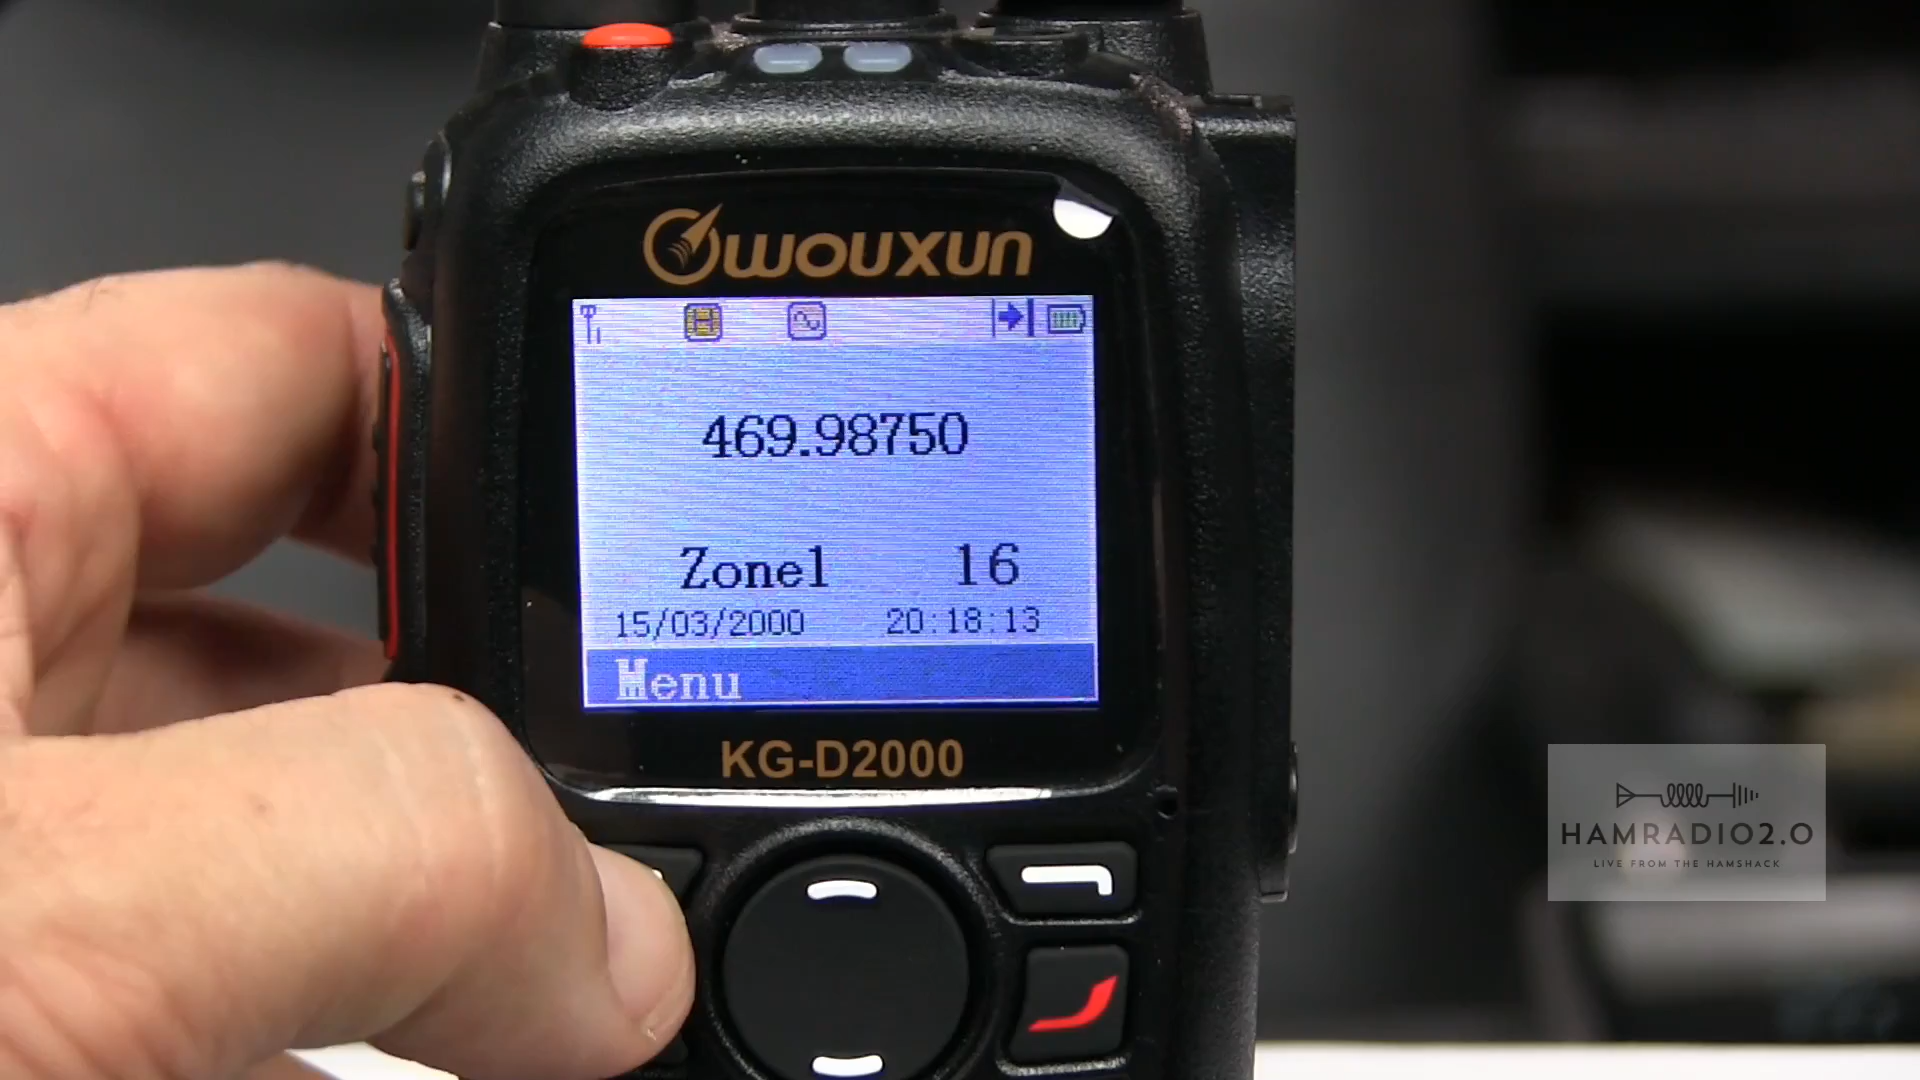 WOUXUN
469.98750
Zone1 16
15/03/2000 20:18:13
Menu
KG-D2000
HAMRADIO2.0
LIVE FROM THE HAMSHACK